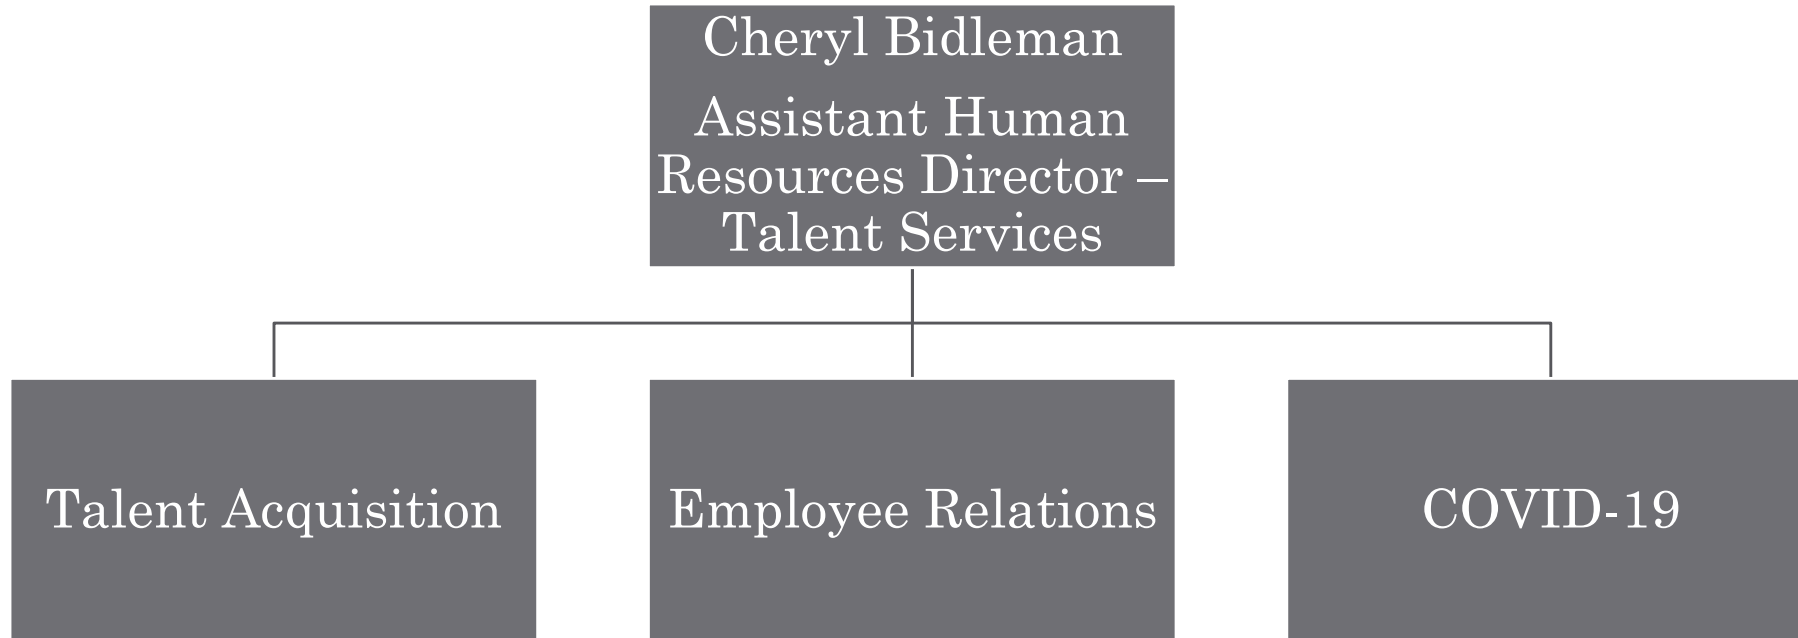 Cheryl Bidleman
Assistant Human
Resources Director –
Talent Services
Talent Acquisition
Employee Relations
COVID-19